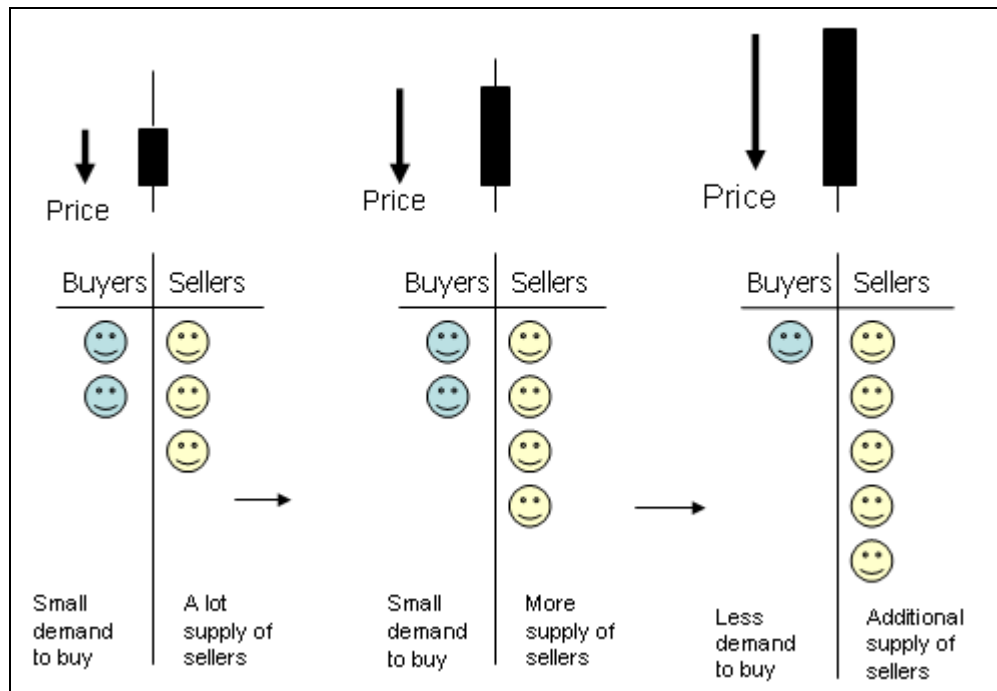 Price
Price
Price
Buyers Sellers
Buyers Sellers
Buyers Sellers
Small
demand
to buy
A lot
supply of
sellers
Small
demand
to buy
More
supply of
sellers
Less
demand
to buy
Additional
supply of
sellers